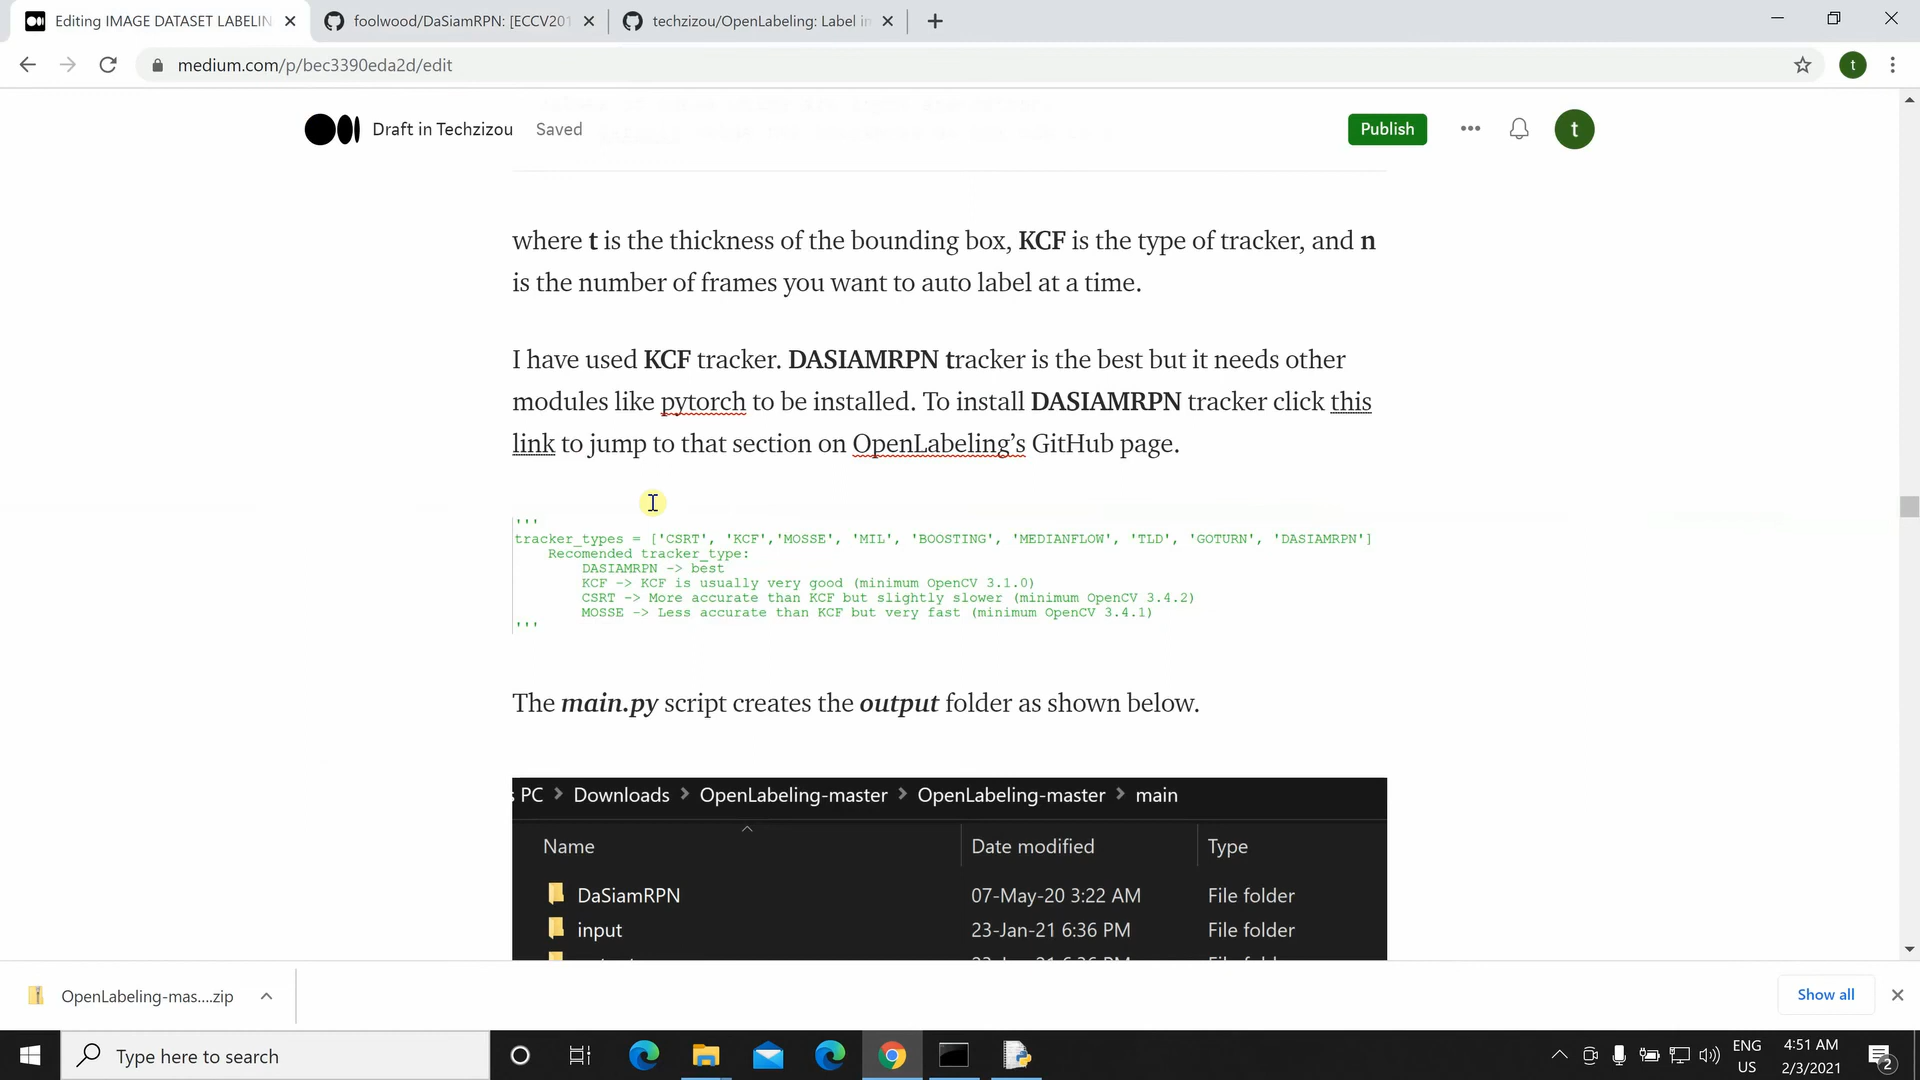 Editing IMAGE DATASET LABELIN
foolwood/DaSiamRPN: [ECCV201
techzizou/OpenLabeling: Label in
medium.com/p/bec3390eda2d/edit
t
Draft in Techzizou
Saved
Publish
t
where t is the thickness of the bounding box, KCF is the type of tracker, and n
is the number of frames you want to auto label at a time.
I have used KCF tracker. DASIAMRPN tracker is the best but it needs other
modules like pytorch to be installed. To install DASIAMRPN tracker click this
link to jump to that section on OpenLabeling’s GitHub page.
'''
tracker_types = ['CSRT', 'KCF','MOSSE', 'MIL', 'BOOSTING', 'MEDIANFLOW', 'TLD', 'GOTURN', 'DASIAMRPN']
Recomended tracker_type:
DASIAMRPN -> best
KCF -> KCF is usually very good (minimum OpenCV 3.1.0)
CSRT -> More accurate than KCF but slightly slower (minimum OpenCV 3.4.2)
MOSSE -> Less accurate than KCF but very fast (minimum OpenCV 3.4.1)
'''
The main.py script creates the output folder as shown below.
s PC > Downloads > OpenLabeling-master > OpenLabeling-master > main
Name Date modified Type
DaSiamRPN 07-May-20 3:22 AM File folder
input 23-Jan-21 6:36 PM File folder
OpenLabeling-mas....zip
Show all
Type here to search
ENG
US
4:51 AM
2/3/2021
2